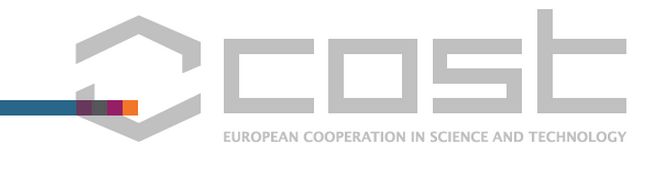 cost
EUROPEAN COOPERATION IN SCIENCE AND TECHNOLOGY